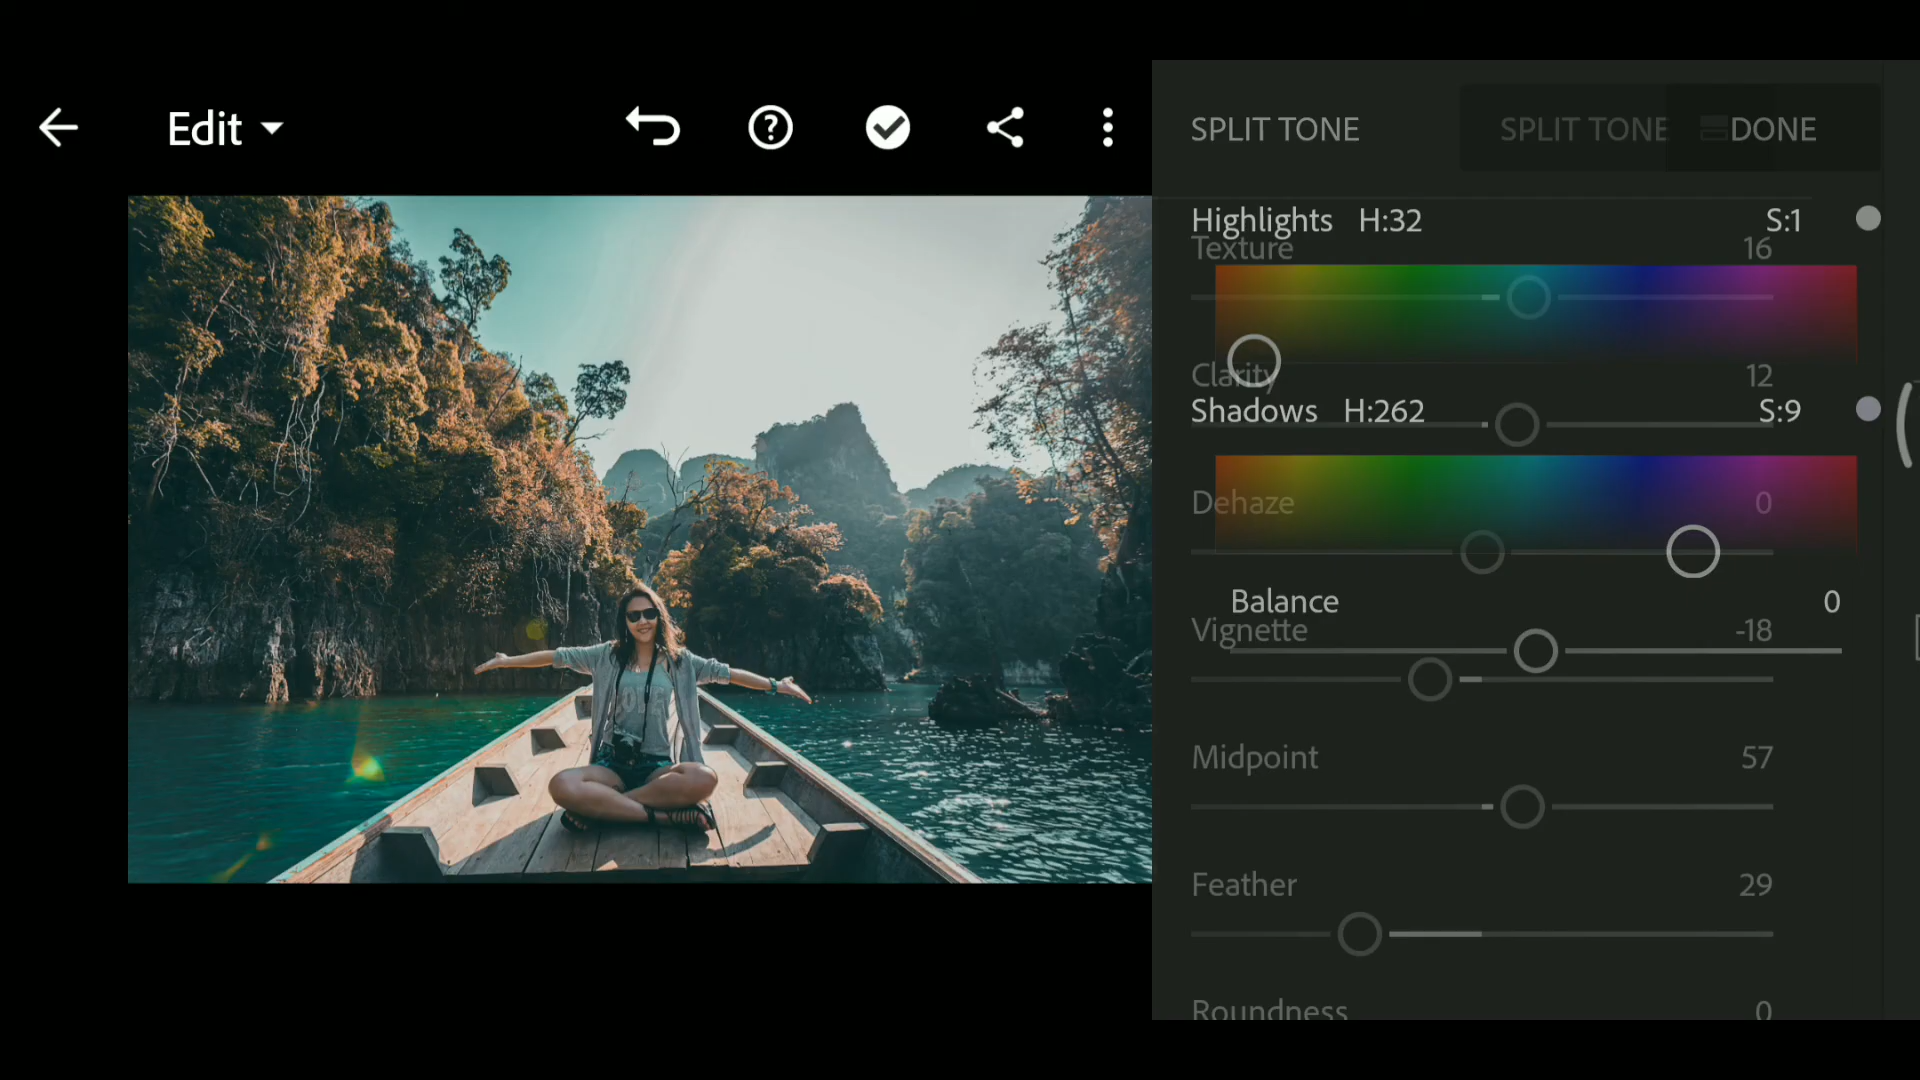 Edit
SPLIT TONE
SPLIT TONE
DONE
Highlights H:32 S:1
Texture 16
Clarity 12
Shadows H:262 S:9
Dehaze 0
Balance 0
Vignette -18
Midpoint 57
Feather 29
Roundness 0